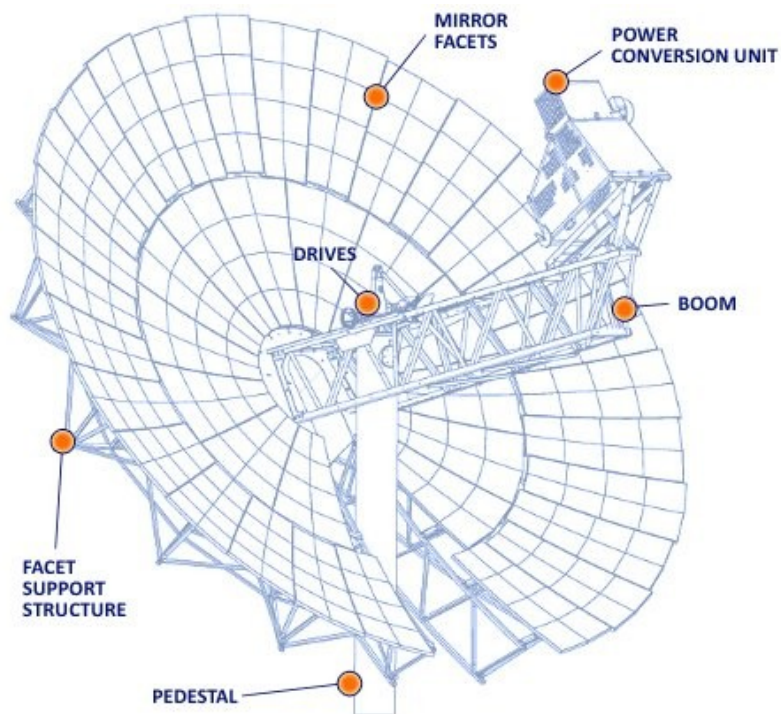 MIRROR
FACETS
POWER
CONVERSION UNIT
DRIVES
BOOM
FACET
SUPPORT
STRUCTURE
PEDESTAL